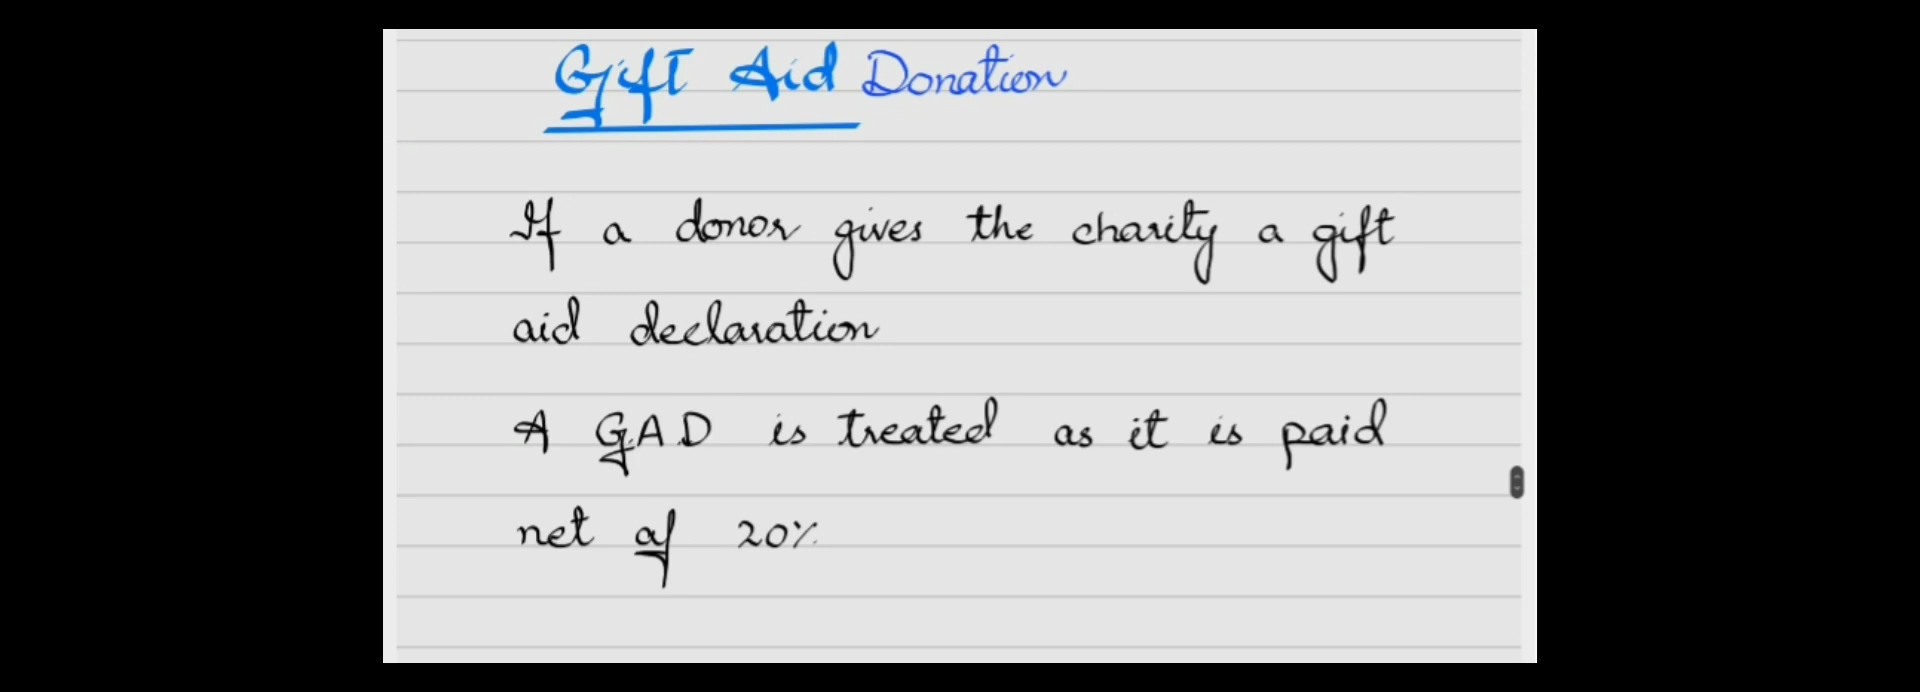 Gift Aid Donation
If a donor gives the charity a gift
aid declaration
A GAD is treated as it is paid
net of 20%